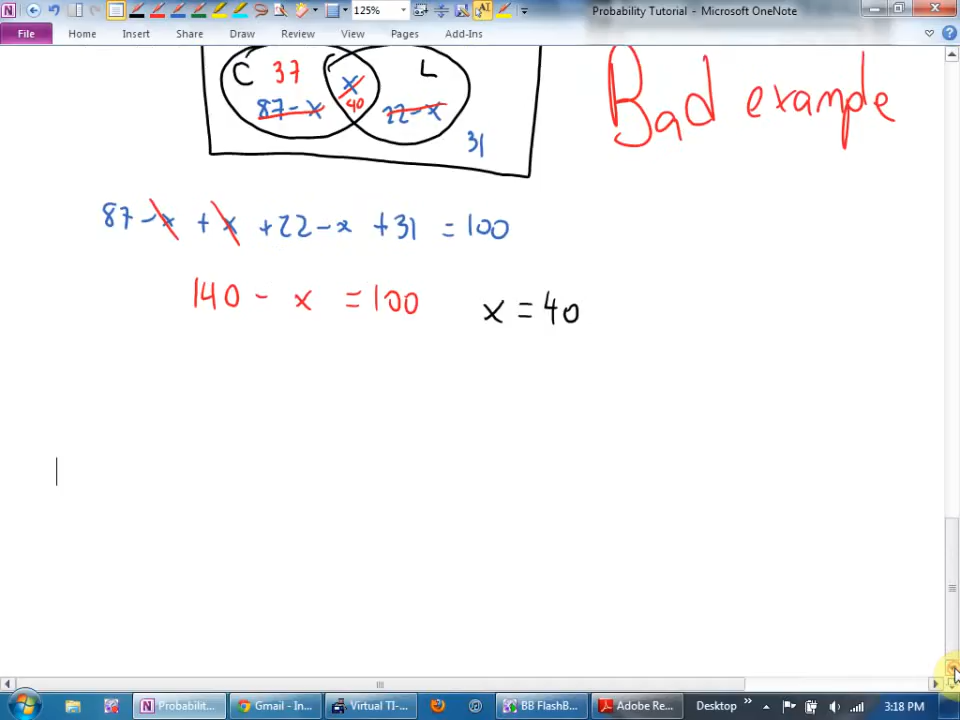 125%
Probability Tutorial - Microsoft OneNote
File Home Insert Share Draw Review View Pages Add-Ins
C 37 x L
87 - x 40 22 - x
31
Bad example
87 - x + x + 22 - x + 31 = 100
140 - x = 100 x = 40
Probabilit... Gmail - In... Virtual TI-... BB FlashB... Adobe Re... Desktop » 3:18 PM